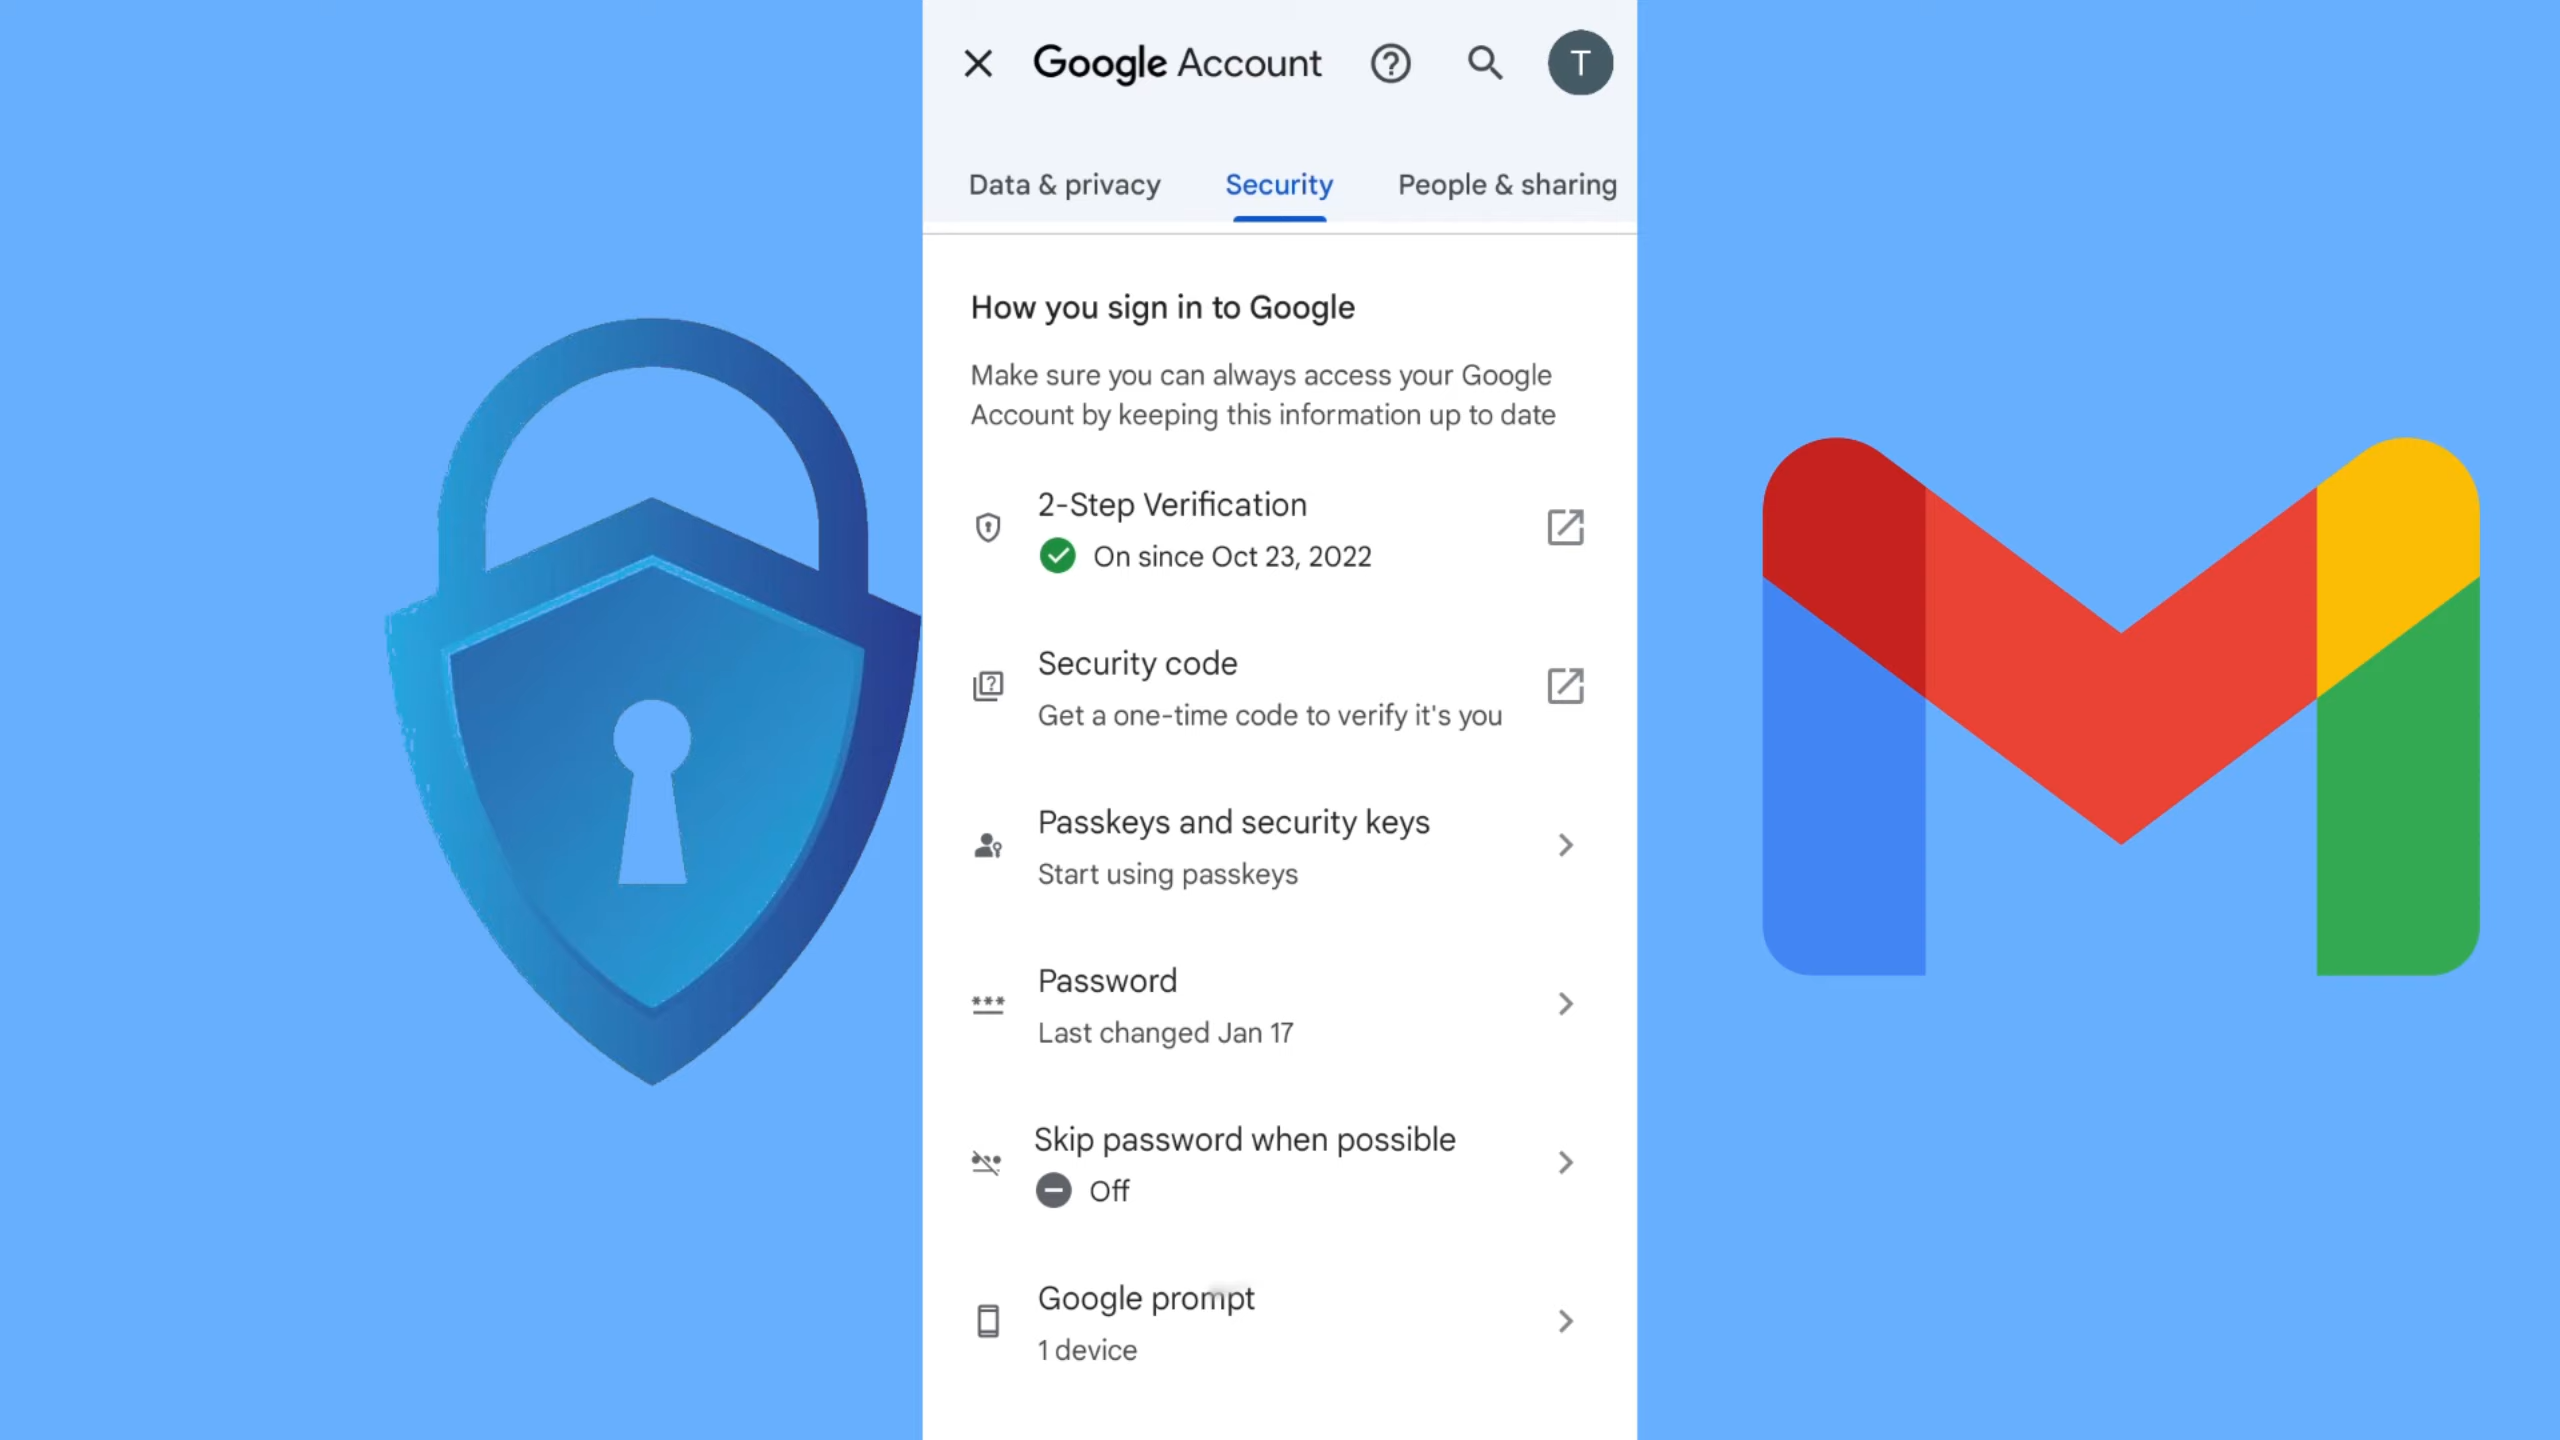 Google Account
T
Data & privacy
Security
People & sharing
How you sign in to Google
Make sure you can always access your Google
Account by keeping this information up to date
2-Step Verification
On since Oct 23, 2022
Security code
Get a one-time code to verify it's you
Passkeys and security keys
Start using passkeys
Password
Last changed Jan 17
Skip password when possible
Off
Google prompt
1 device